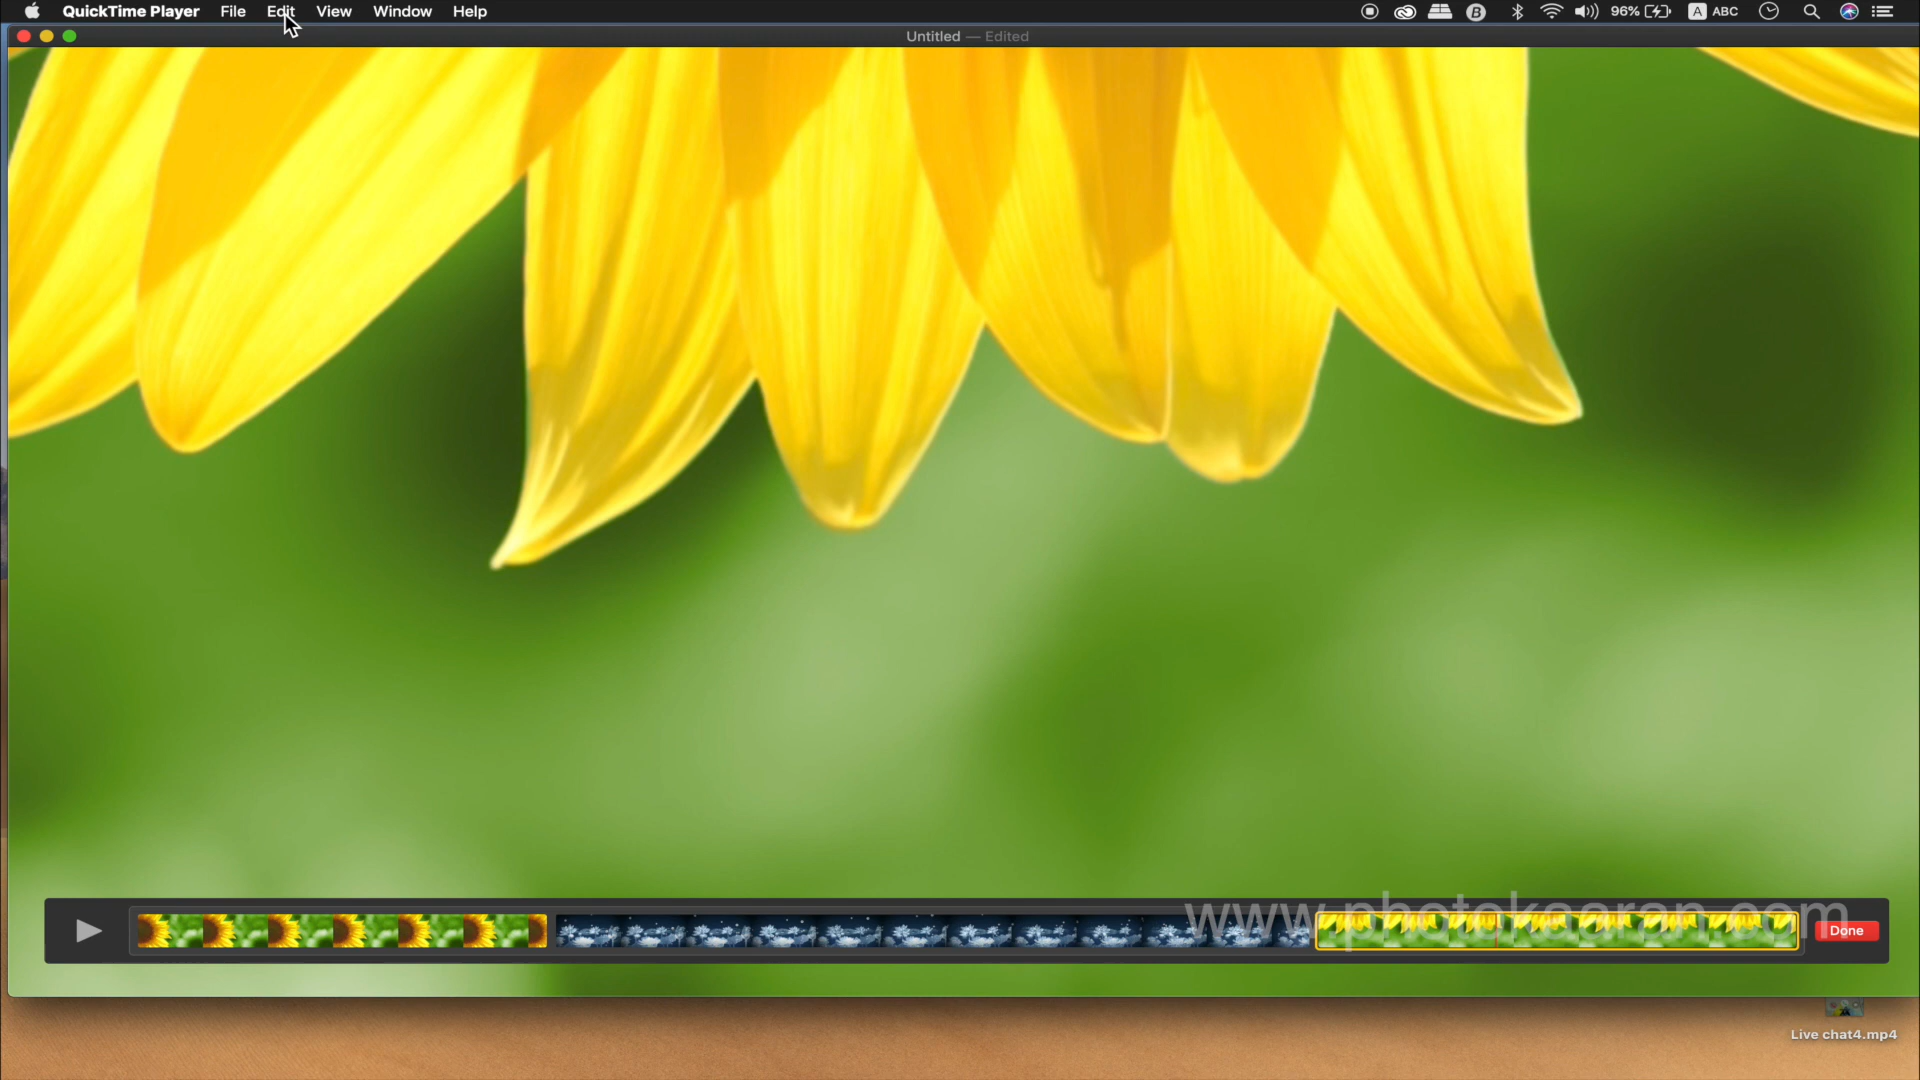 QuickTime Player File Edit View Window Help 96% A ABC
Untitled — Edited
www.photokaaran.com
Done
Live chat4.mp4